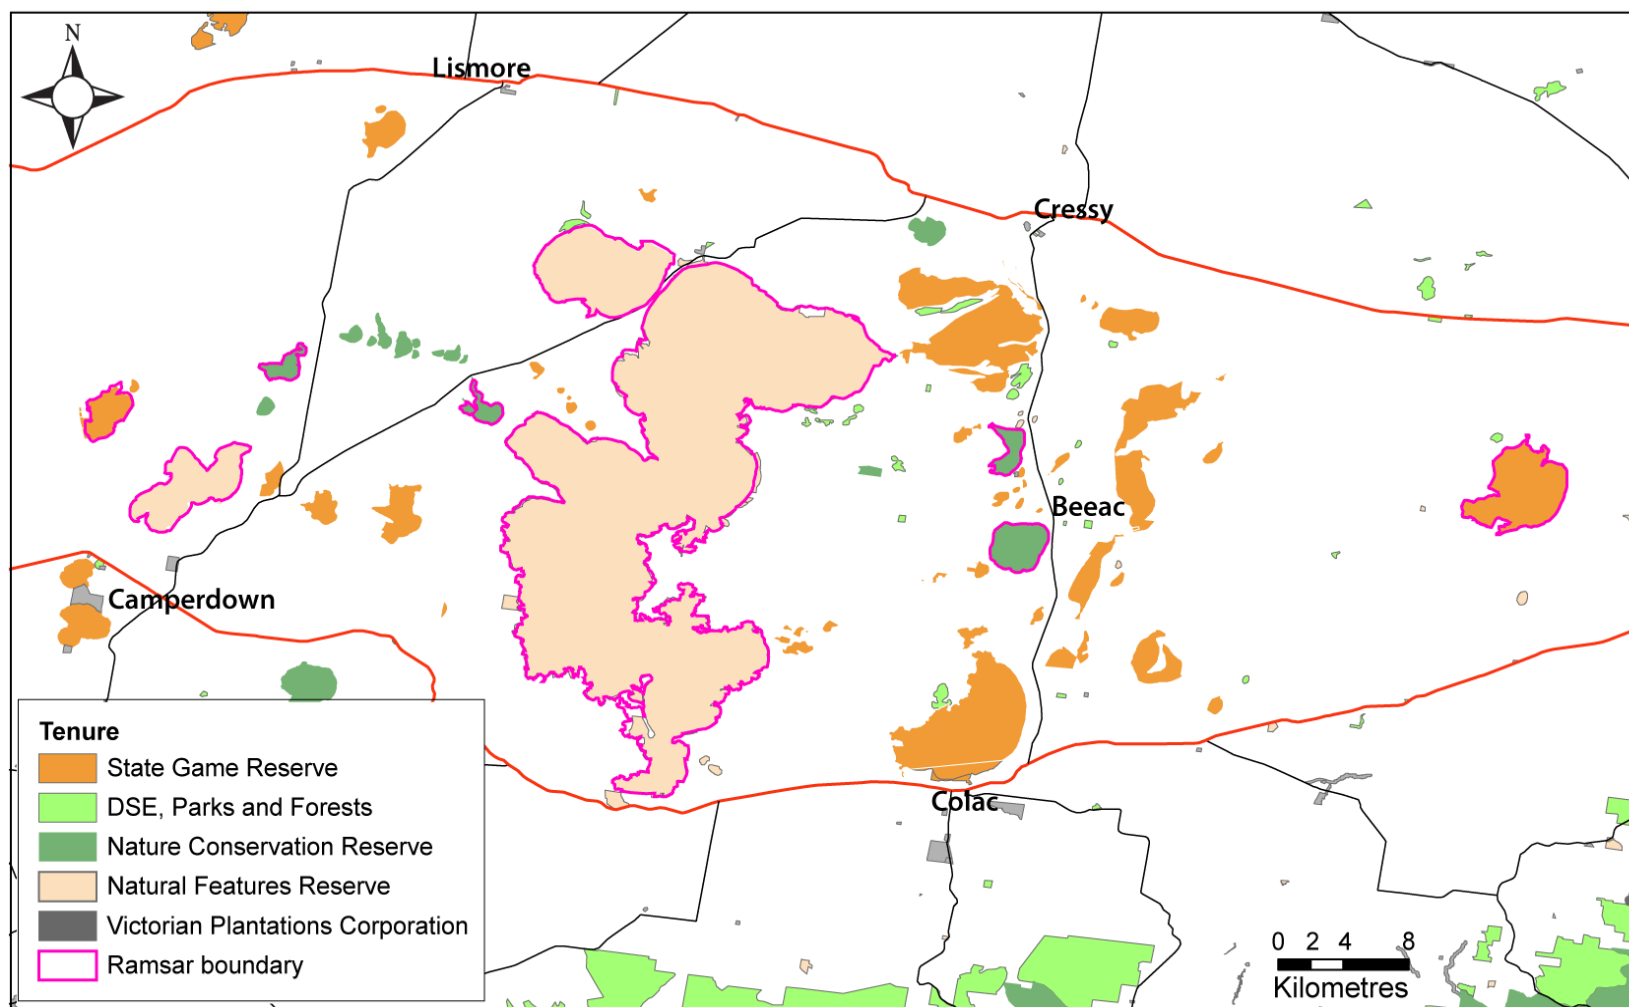 N
Lismore
Cressy
Beeac
Camperdown
Colac
Tenure
State Game Reserve
DSE, Parks and Forests
Nature Conservation Reserve
Natural Features Reserve
Victorian Plantations Corporation
Ramsar boundary
0 2 4 8
Kilometres